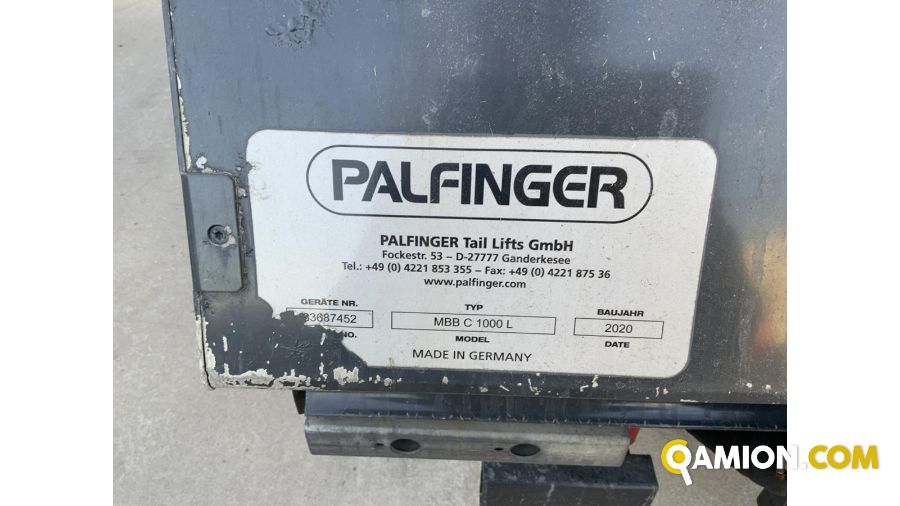 PALFINGER
PALFINGER Tail Lifts GmbH
Fockestr. 53 – D-27777 Ganderkesee
Tel.: +49 (0) 4221 853 355 – Fax: +49 (0) 4221 875 36
www.palfinger.com
GERÄTE NR. TYP BAUJAHR
83687452 MBB C 1000 L 2020
NO. MODEL DATE
MADE IN GERMANY
QAMION.COM